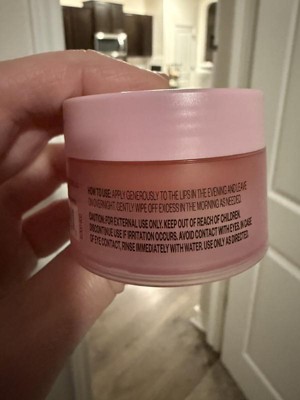 HOW TO USE: APPLY GENEROUSLY TO THE LIPS IN THE EVENING AND LEAVE
ON OVERNIGHT. GENTLY WIPE OFF EXCESS IN THE MORNING AS NEEDED.
CAUTION: FOR EXTERNAL USE ONLY. KEEP OUT OF REACH OF CHILDREN.
DISCONTINUE USE IF IRRITATION OCCURS. AVOID CONTACT WITH EYES. IN CASE
OF EYE CONTACT, RINSE IMMEDIATELY WITH WATER. USE ONLY AS DIRECTED.